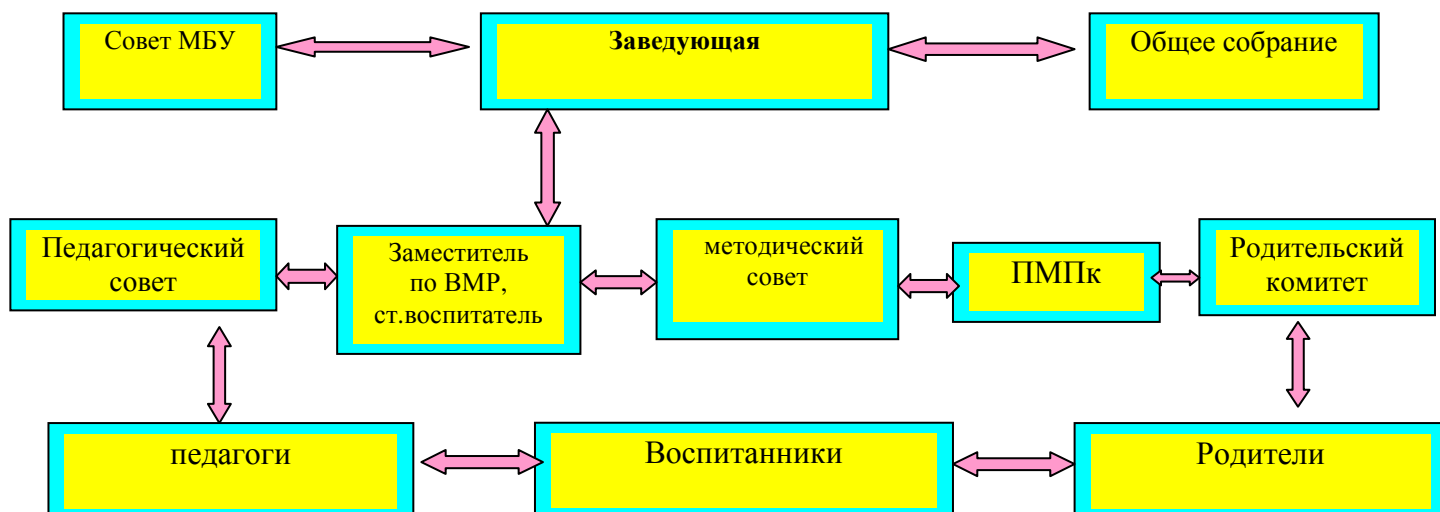 Совет МБУ
Заведующая
Общее собрание
Педагогический
совет
Заместитель
по ВМР,
ст.воспитатель
методический
совет
ПМПк
Родительский
комитет
педагоги
Воспитанники
Родители